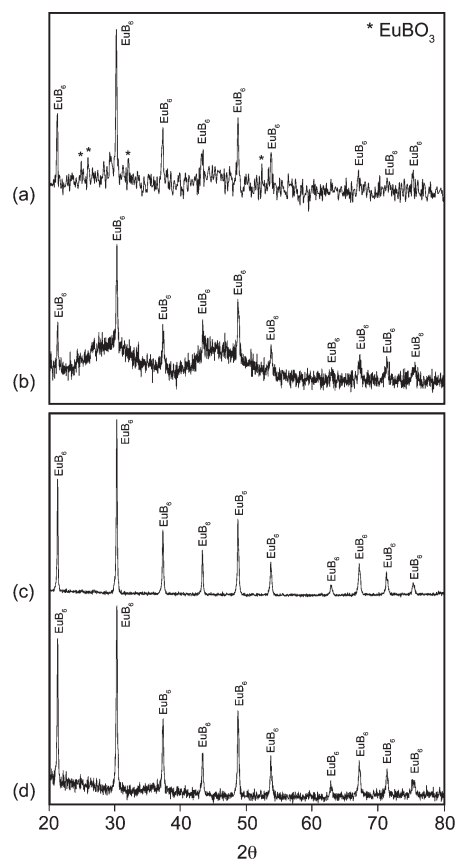 * EuBO₃
EuB₆ EuB₆ EuB₆ EuB₆ EuB₆ EuB₆ EuB₆ EuB₆ EuB₆
* * * *
(a)
EuB₆ EuB₆ EuB₆ EuB₆ EuB₆ EuB₆ EuB₆ EuB₆ EuB₆ EuB₆
(b)
EuB₆ EuB₆ EuB₆ EuB₆ EuB₆ EuB₆ EuB₆ EuB₆ EuB₆ EuB₆
(c)
EuB₆ EuB₆ EuB₆ EuB₆ EuB₆ EuB₆ EuB₆ EuB₆ EuB₆ EuB₆
(d)
20 30 40 50 60 70 80
2θ